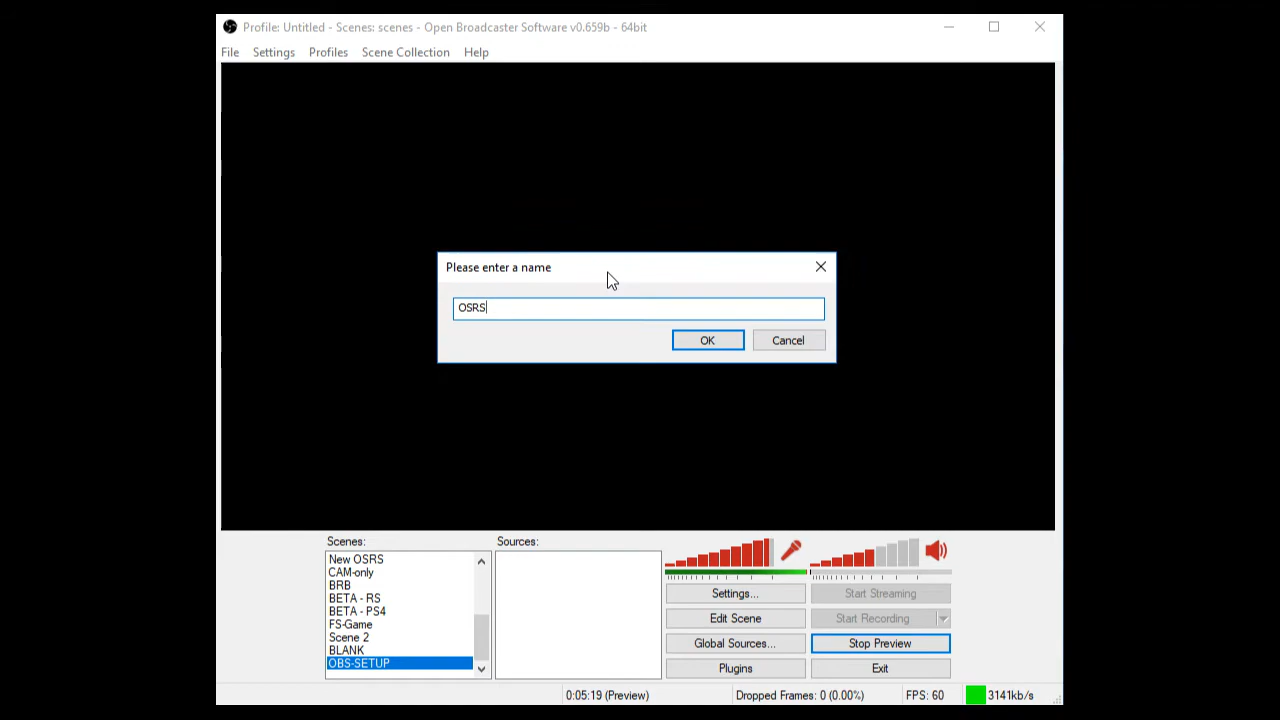 Profile: Untitled - Scenes: scenes - Open Broadcaster Software v0.659b - 64bit
File Settings Profiles Scene Collection Help
Please enter a name
OSRS
OK Cancel
Scenes: Sources:
New OSRS
CAM-only
BRB
BETA - RS
BETA - PS4
FS-Game
Scene 2
BLANK
OBS-SETUP
Settings... Start Streaming
Edit Scene Start Recording
Global Sources... Stop Preview
Plugins Exit
0:05:19 (Preview) Dropped Frames: 0 (0.00%) FPS: 60 3141kb/s